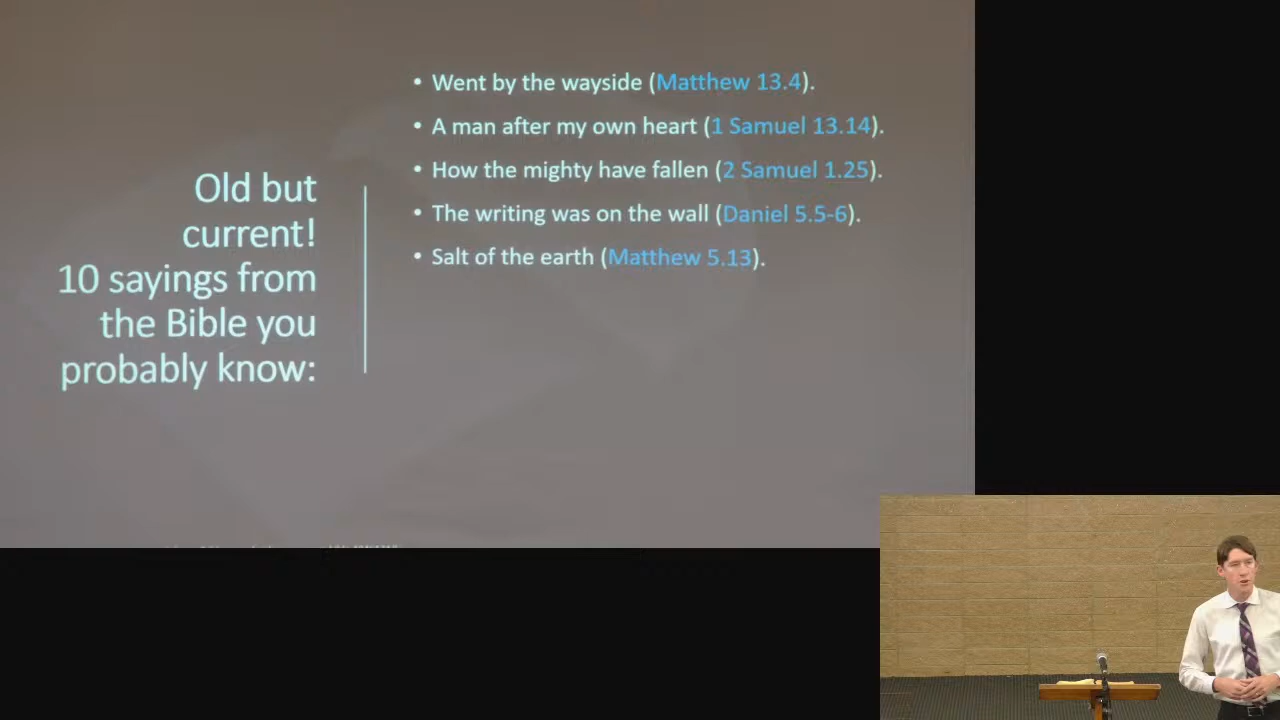 Old but
current!
10 sayings from
the Bible you
probably know:
• Went by the wayside (Matthew 13.4).
• A man after my own heart (1 Samuel 13.14).
• How the mighty have fallen (2 Samuel 1.25).
• The writing was on the wall (Daniel 5.5-6).
• Salt of the earth (Matthew 5.13).